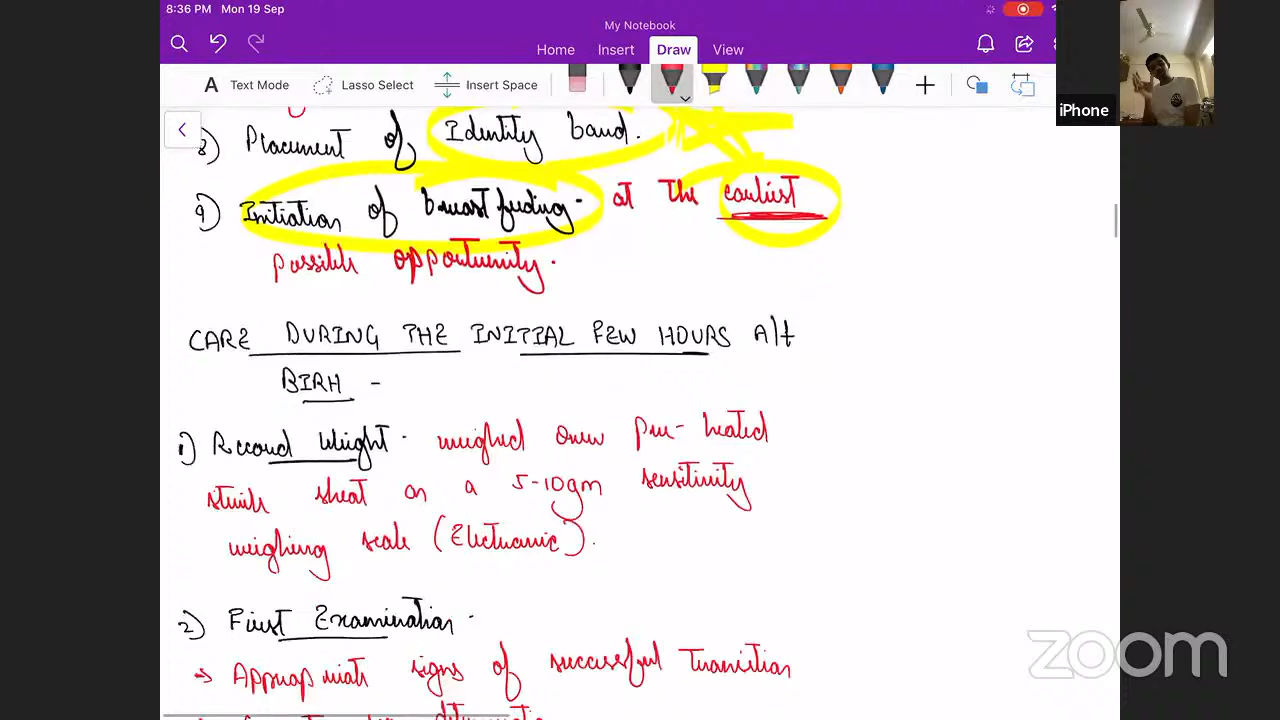 8:36 PM Mon 19 Sep
My Notebook
Home Insert Draw View
A Text Mode Lasso Select Insert Space
iPhone
8) Placement of Identity band.
9) Initiation of breastfeeding. at the earliest
possible opportunity.
CARE DURING THE INITIAL FEW HOURS A/t
BIRH -
1) Record Weight. weighed over pre-heated
sterile sheet on a 5-10gm sensitivity
weighing scale (Electronic).
2) First Examination.
→ Appropriate signs of successful transition
zoom